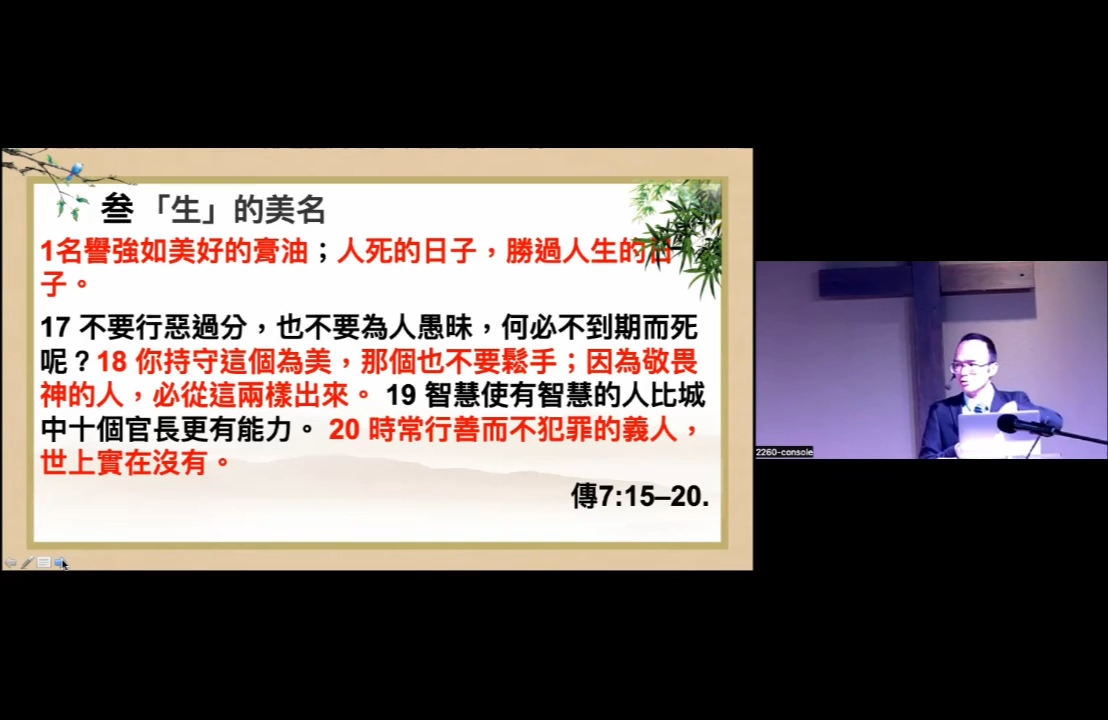 叁「生」的美名
1名譽強如美好的膏油；人死的日子，勝過人生的日
子。
17 不要行惡過分，也不要為人愚昧，何必不到期而死
呢？18 你持守這個為美，那個也不要鬆手；因為敬畏
神的人，必從這兩樣出來。 19 智慧使有智慧的人比城
中十個官長更有能力。 20 時常行善而不犯罪的義人，
世上實在沒有。
傳7:15–20.
2260-console